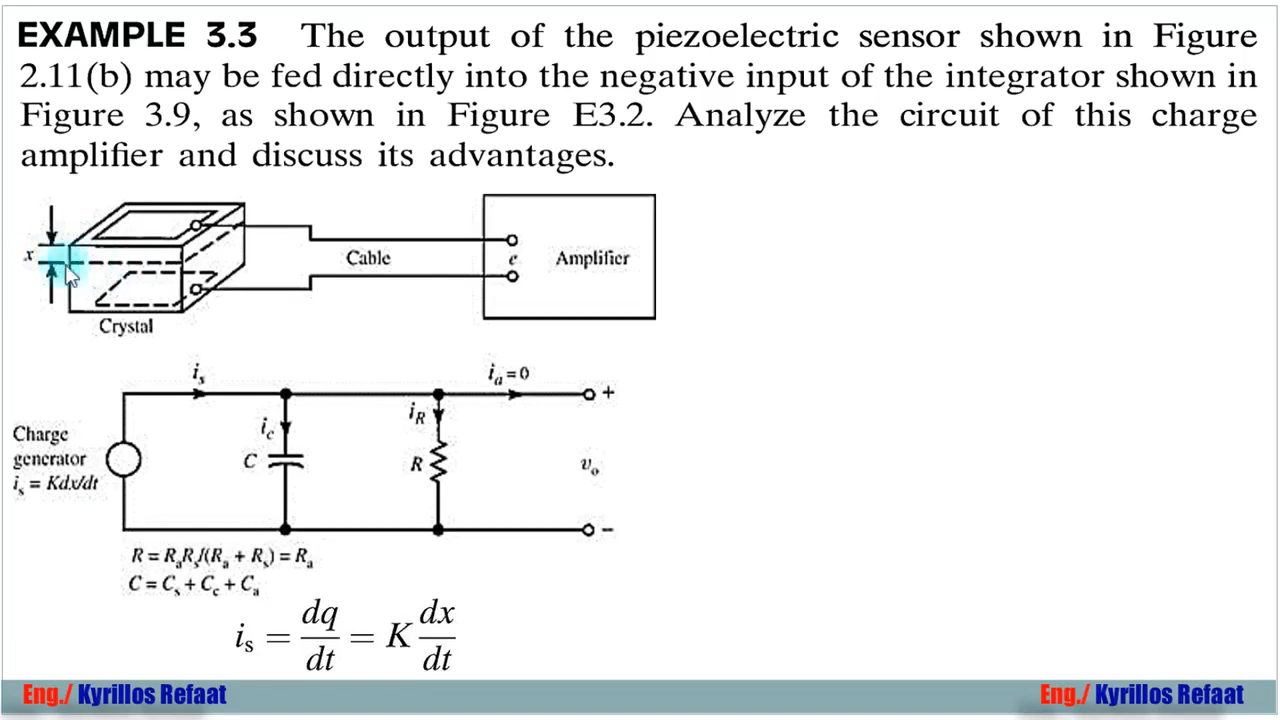 EXAMPLE 3.3 The output of the piezoelectric sensor shown in Figure
2.11(b) may be fed directly into the negative input of the integrator shown in
Figure 3.9, as shown in Figure E3.2. Analyze the circuit of this charge
amplifier and discuss its advantages.
x
Cable
e
Amplifier
Crystal
i_s
i_a = 0
i_c
i_R
Charge
generator
i_s = Kdx/dt
C
R
v_o
+
−
R = R_aR_s/(R_a + R_s) = R_a
C = C_s + C_c + C_a
i_s = dq/dt = K dx/dt
Eng./ Kyrillos Refaat
Eng./ Kyrillos Refaat